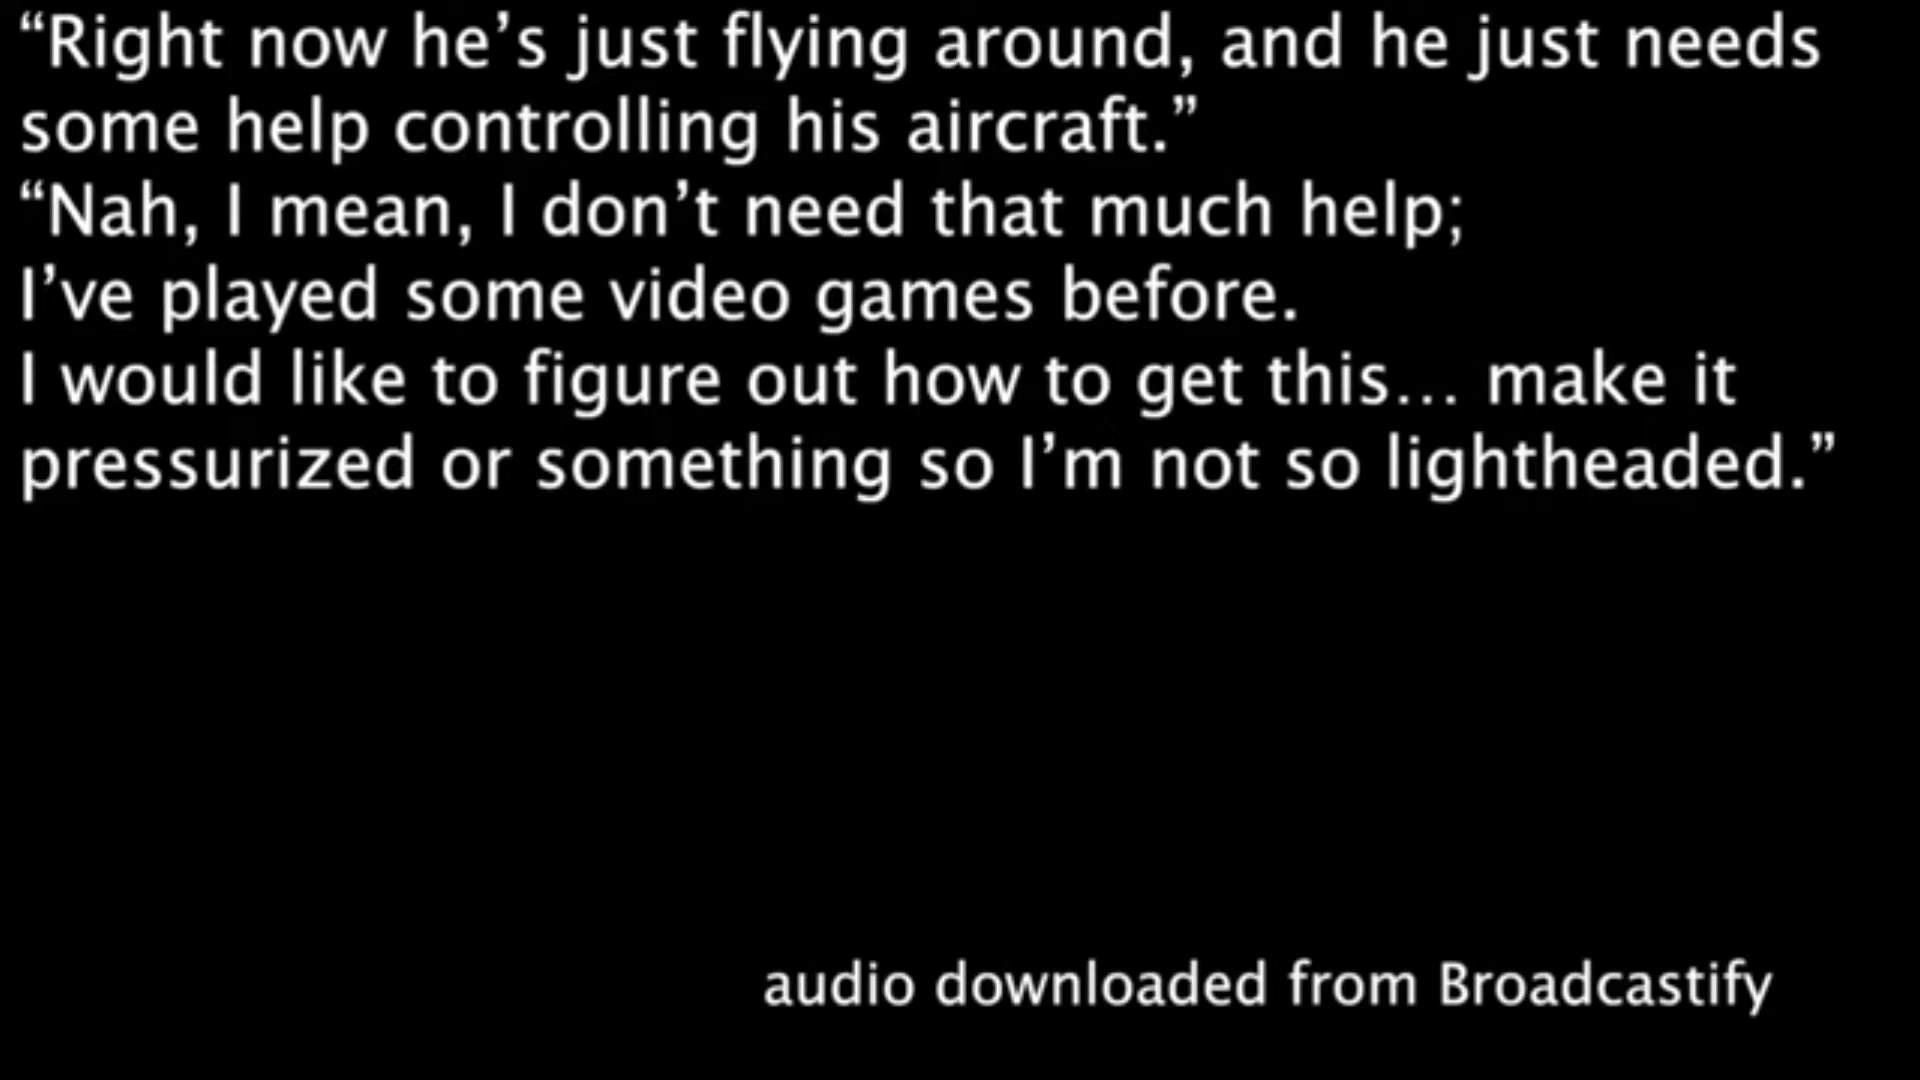 “Right now he’s just flying around, and he just needs
some help controlling his aircraft.”
“Nah, I mean, I don’t need that much help;
I’ve played some video games before.
I would like to figure out how to get this... make it
pressurized or something so I’m not so lightheaded.”
audio downloaded from Broadcastify